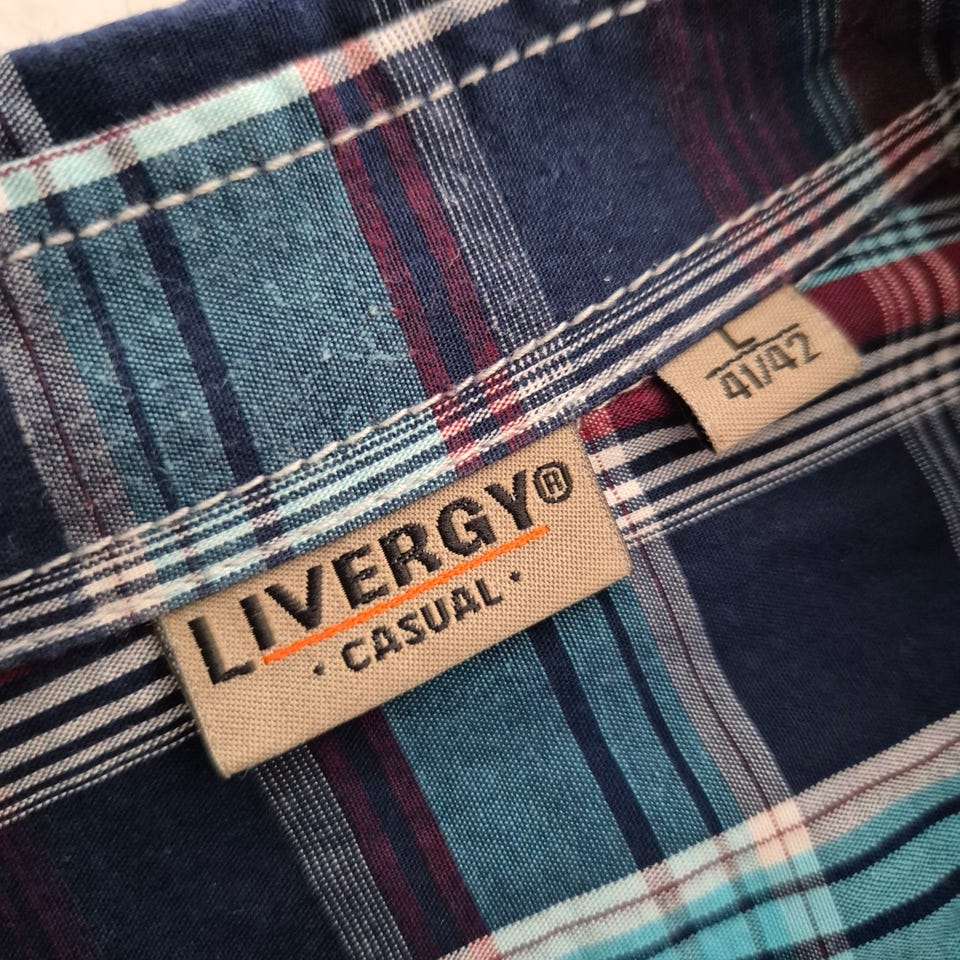 LIVERGY®
· CASUAL ·
L
41/42